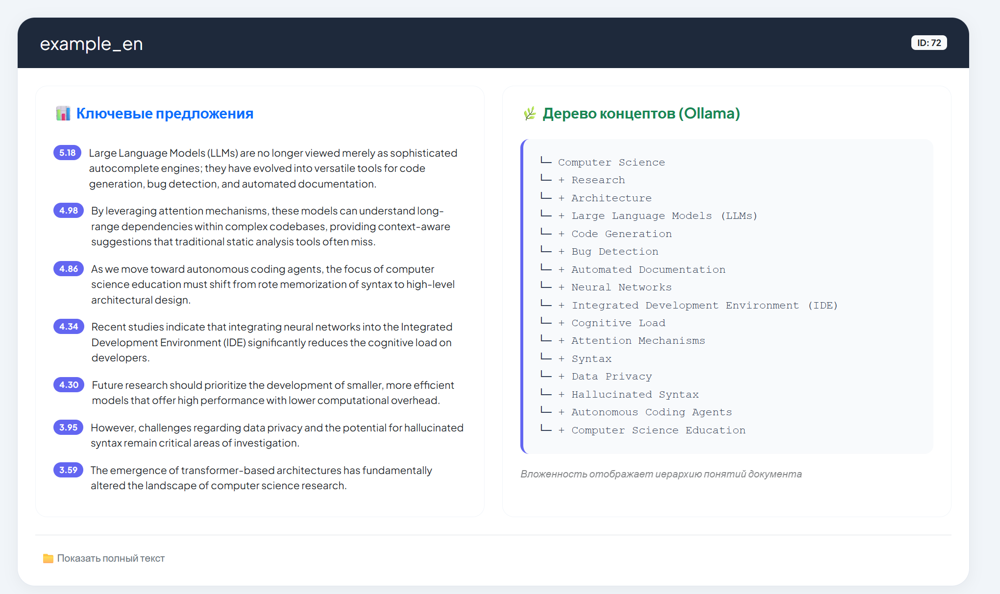 example_en
ID: 72
Ключевые предложения
5.18 Large Language Models (LLMs) are no longer viewed merely as sophisticated
autocomplete engines; they have evolved into versatile tools for code
generation, bug detection, and automated documentation.
4.98 By leveraging attention mechanisms, these models can understand long-
range dependencies within complex codebases, providing context-aware
suggestions that traditional static analysis tools often miss.
4.86 As we move toward autonomous coding agents, the focus of computer
science education must shift from rote memorization of syntax to high-level
architectural design.
4.34 Recent studies indicate that integrating neural networks into the Integrated
Development Environment (IDE) significantly reduces the cognitive load on
developers.
4.30 Future research should prioritize the development of smaller, more efficient
models that offer high performance with lower computational overhead.
3.95 However, challenges regarding data privacy and the potential for hallucinated
syntax remain critical areas of investigation.
3.59 The emergence of transformer-based architectures has fundamentally
altered the landscape of computer science research.
Дерево концептов (Ollama)
└─ Computer Science
└─ + Research
└─ + Architecture
└─ + Large Language Models (LLMs)
└─ + Code Generation
└─ + Bug Detection
└─ + Automated Documentation
└─ + Neural Networks
└─ + Integrated Development Environment (IDE)
└─ + Cognitive Load
└─ + Attention Mechanisms
└─ + Syntax
└─ + Data Privacy
└─ + Hallucinated Syntax
└─ + Autonomous Coding Agents
└─ + Computer Science Education
Вложенность отображает иерархию понятий документа
Показать полный текст